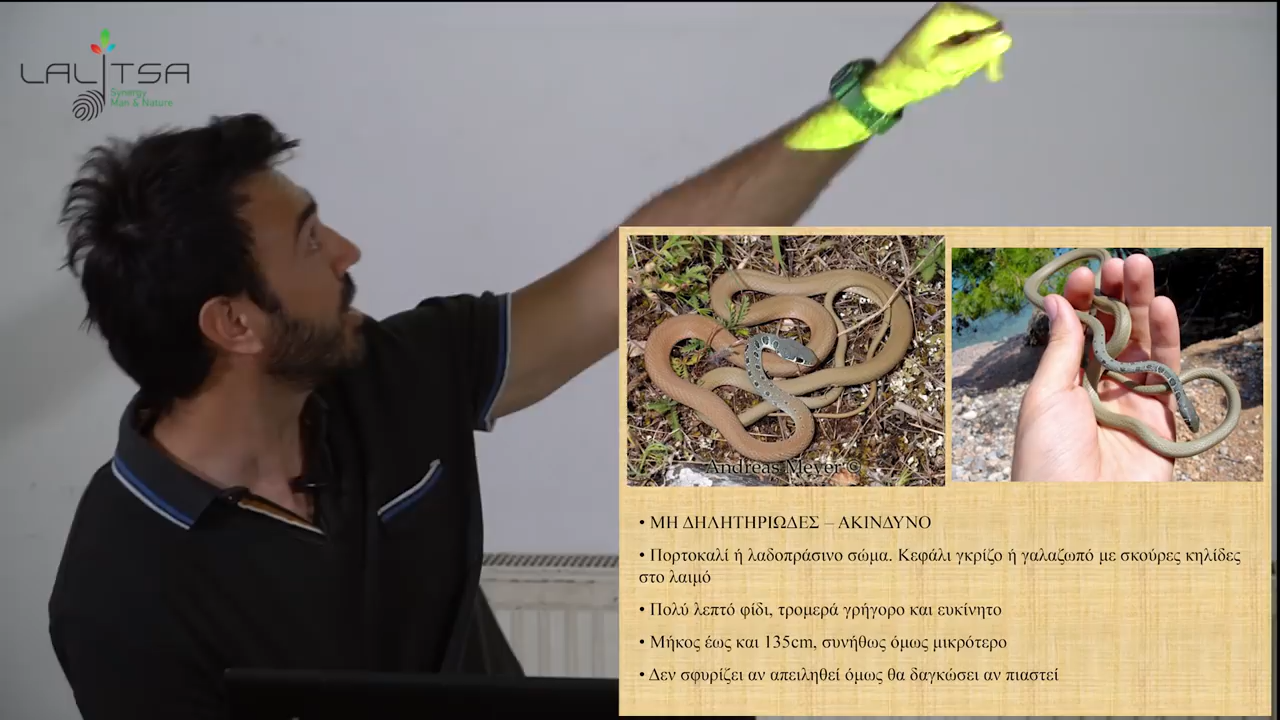 LALITSA
Synergy
Man & Nature
Andreas Meyer ©
• ΜΗ ΔΗΛΗΤΗΡΙΩΔΕΣ – ΑΚΙΝΔΥΝΟ
• Πορτοκαλί ή λαδοπράσινο σώμα. Κεφάλι γκρίζο ή γαλαζωπό με σκούρες κηλίδες
στο λαιμό
• Πολύ λεπτό φίδι, τρομερά γρήγορο και ευκίνητο
• Μήκος έως και 135cm, συνήθως όμως μικρότερο
• Δεν σφυρίζει αν απειληθεί όμως θα δαγκώσει αν πιαστεί